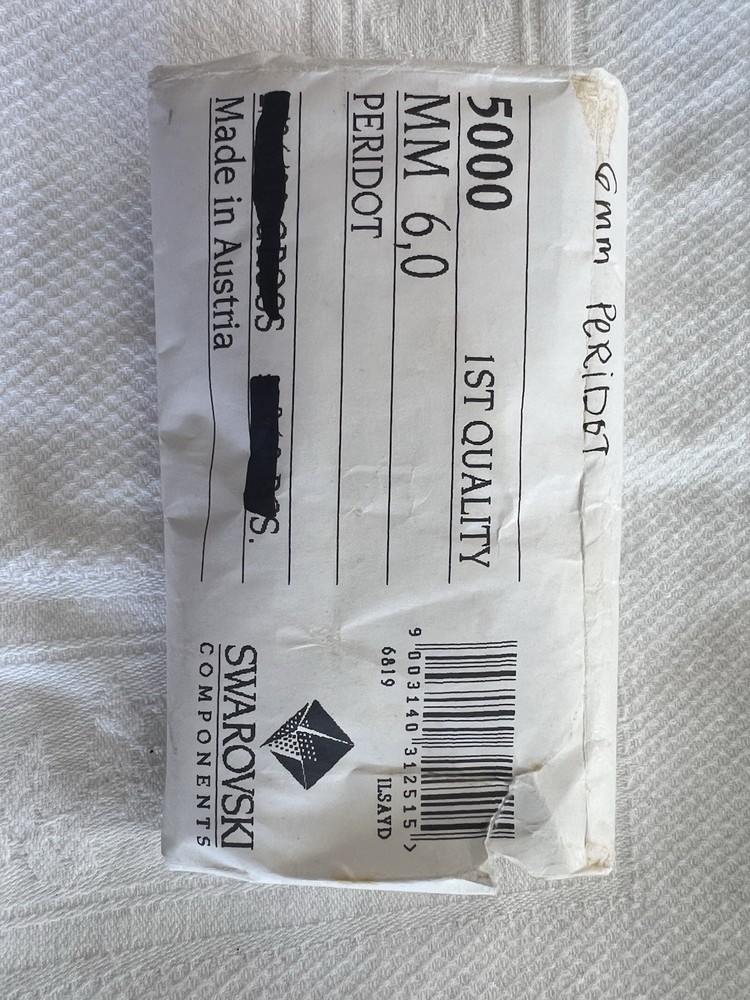 6mm PERIDOT
5000 1ST QUALITY
MM 6,0
PERIDOT
Made in Austria
9 003140 312515 >
6819 ILSAYD
SWAROVSKI
COMPONENTS